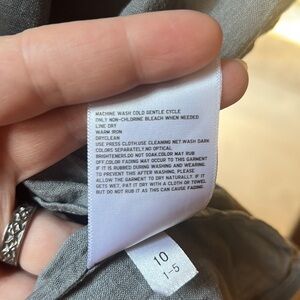 MACHINE WASH COLD GENTLE CYCLE
ONLY NON-CHLORINE BLEACH WHEN NEEDED
LINE DRY
WARM IRON
DRYCLEAN
USE PRESS CLOTH.USE CLEANING NET.WASH DARK
COLORS SEPARATELY.NO OPTICAL
BRIGHTENERS.DO NOT SOAK.COLOR MAY RUB
OFF.COLOR FADING MAY OCCUR TO THIS GARMENT
IF IT IS RUBBED DURING WASHING AND WEARING.
TO PREVENT THIS AFTER WASHING, PLEASE
ALLOW THE GARMENT TO DRY NATURALLY. IF IT
GETS WET, PAT IT DRY WITH A CLOTH OR TOWEL
BUT DO NOT RUB IT AS THIS CAN CAUSE FADING.
10
1-5